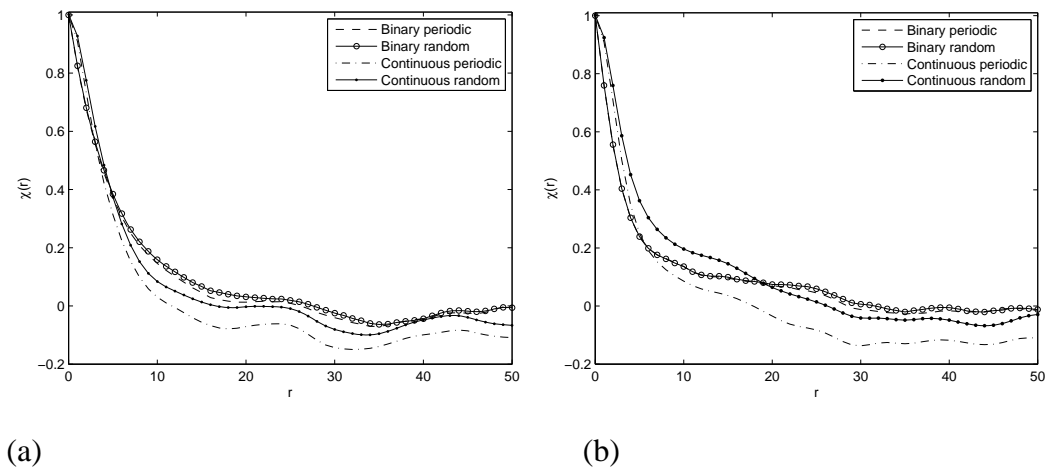 1
0.8
0.6
0.4
0.2
0
−0.2
χ(r)
0 10 20 30 40 50
r
Binary periodic
Binary random
Continuous periodic
Continuous random
(a)
1
0.8
0.6
0.4
0.2
0
−0.2
χ(r)
0 10 20 30 40 50
r
Binary periodic
Binary random
Continuous periodic
Continuous random
(b)